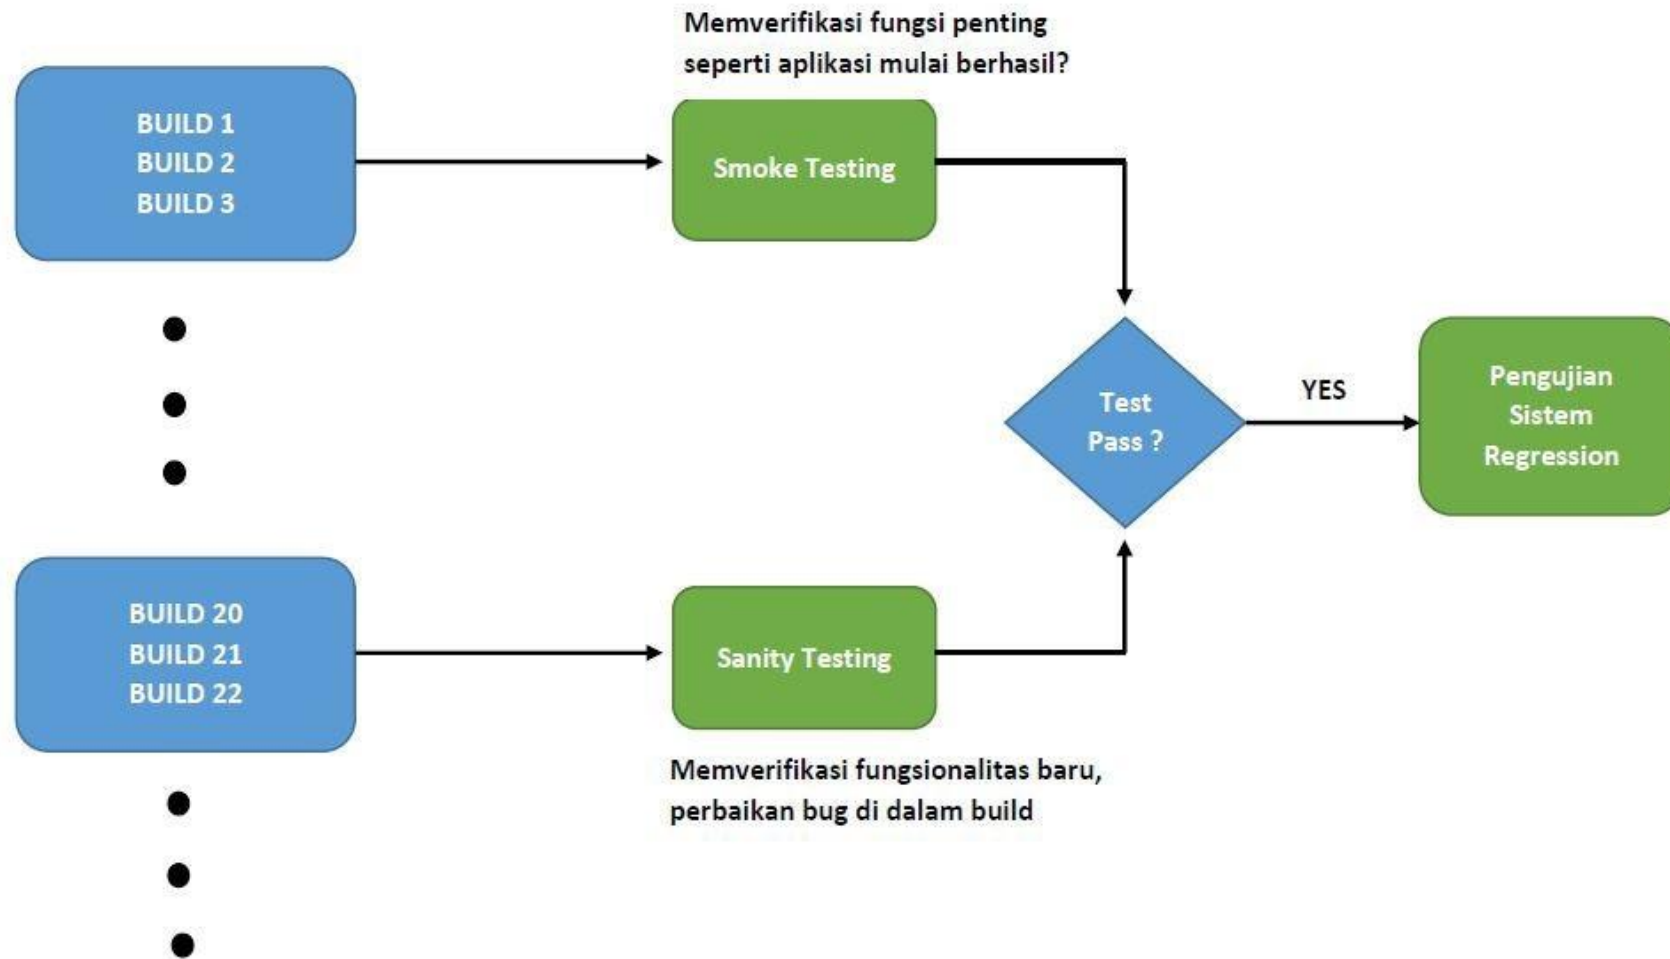 Memverifikasi fungsi penting
seperti aplikasi mulai berhasil?
BUILD 1
BUILD 2
BUILD 3
Smoke Testing
Test
Pass ?
YES
Pengujian
Sistem
Regression
BUILD 20
BUILD 21
BUILD 22
Sanity Testing
Memverifikasi fungsionalitas baru,
perbaikan bug di dalam build